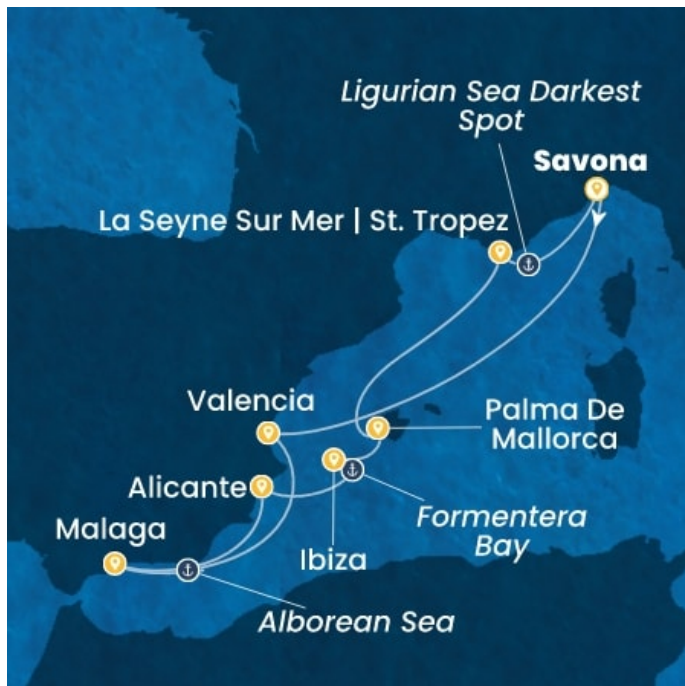 Ligurian Sea Darkest
Spot
Savona
La Seyne Sur Mer | St. Tropez
Valencia
Palma De
Mallorca
Alicante
Formentera
Bay
Malaga
Ibiza
Alborean Sea